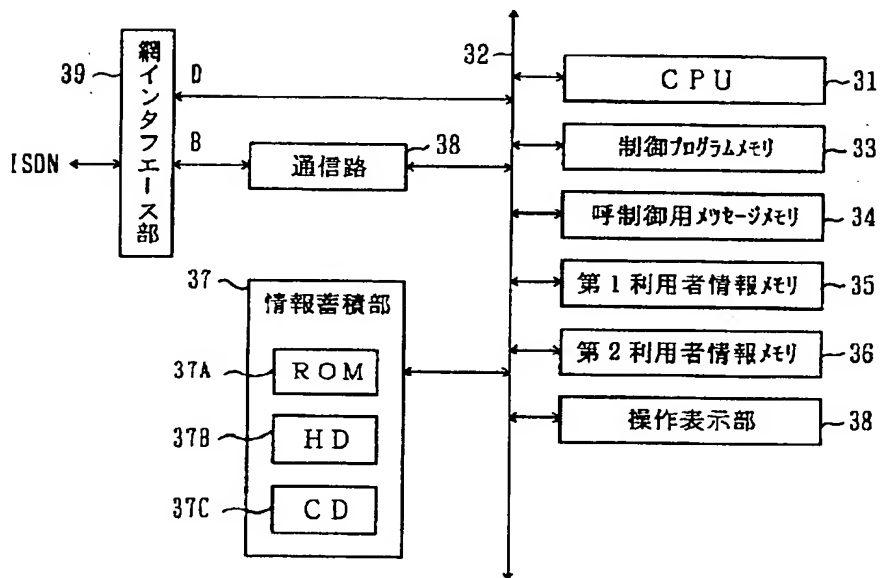 32
39
網インタフエース部
D
CPU
31
B
38
通信路
制御プログラムメモリ
33
ISDN
呼制御用メツセージメモリ
34
37
情報蓄積部
第1利用者情報メモリ
35
37A
ROM
第2利用者情報メモリ
36
37B
HD
操作表示部
38
37C
CD